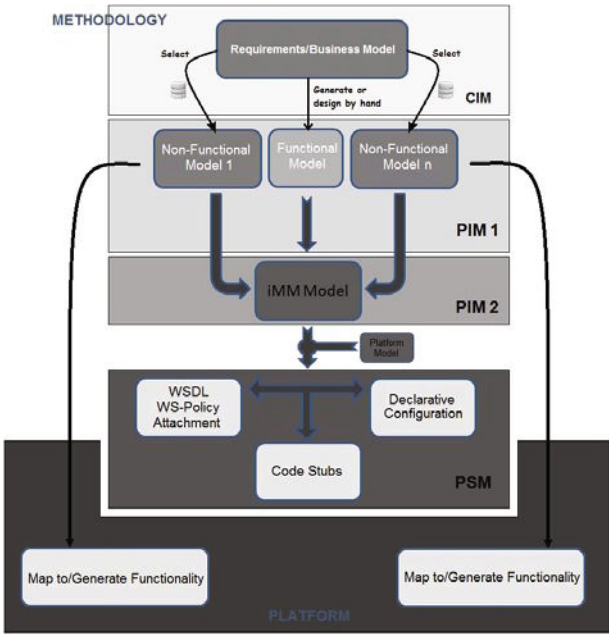 METHODOLOGY
Requirements/Business Model
Select
Select
Generate or
design by hand
CIM
Non-Functional
Model 1
Functional
Model
Non-Functional
Model n
PIM 1
iMM Model
PIM 2
Platform
Model
WSDL
WS-Policy
Attachment
Declarative
Configuration
Code Stubs
PSM
Map to/Generate Functionality
Map to/Generate Functionality
PLATFORM